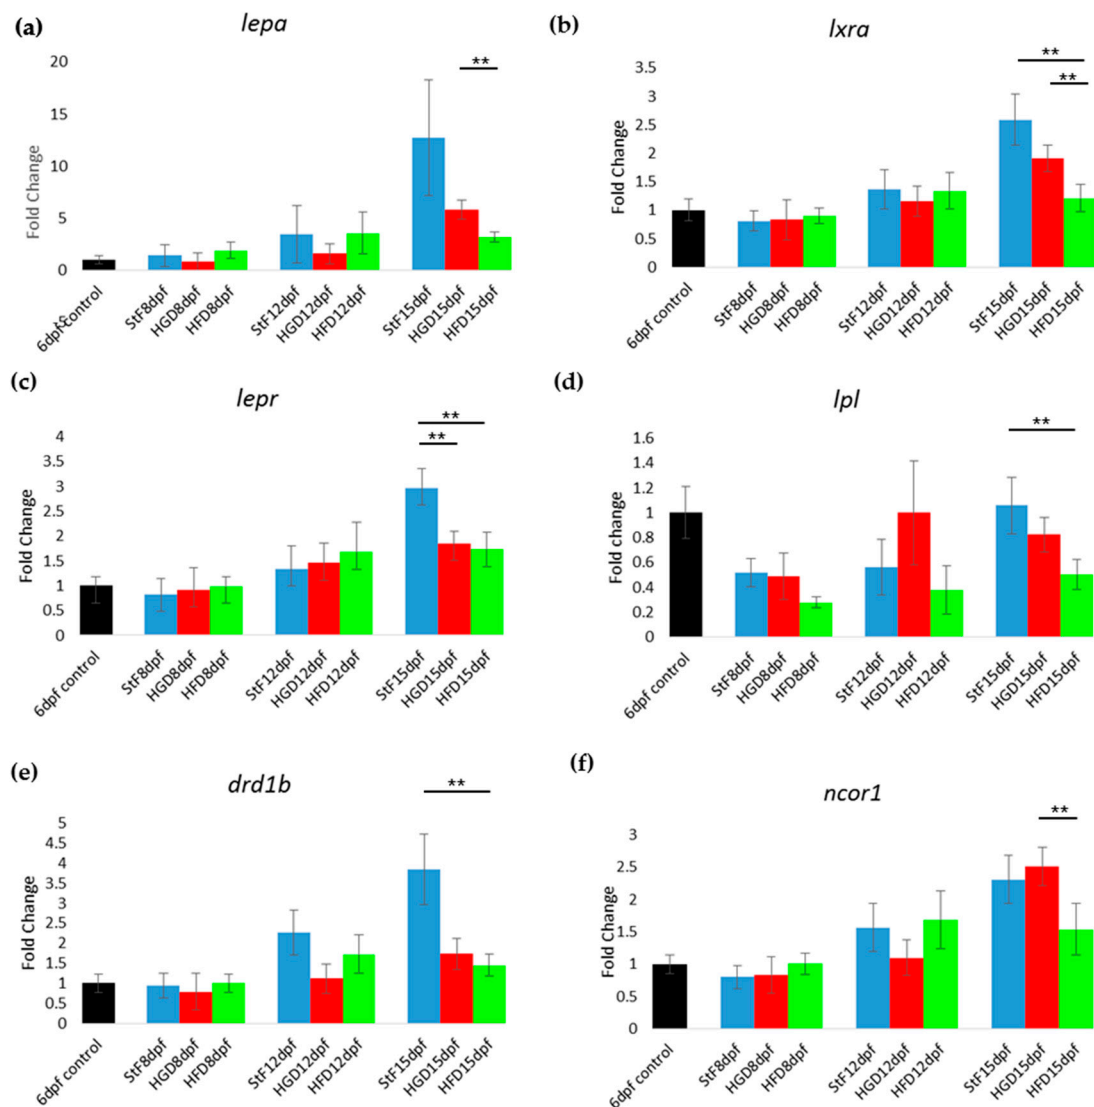 (a)
lepa
20
15
10
5
0
Fold Change
6dpf control
StF8dpf
HGD8dpf
HFD8dpf
StF12dpf
HGD12dpf
HFD12dpf
StF15dpf
HGD15dpf
HFD15dpf
**
(b)
lxra
3.5
3
2.5
2
1.5
1
0.5
0
Fold Change
6dpf control
StF8dpf
HGD8dpf
HFD8dpf
StF12dpf
HGD12dpf
HFD12dpf
StF15dpf
HGD15dpf
HFD15dpf
**
**
(c)
lepr
4
3.5
3
2.5
2
1.5
1
0.5
0
Fold Change
6dpf control
StF8dpf
HGD8dpf
HFD8dpf
StF12dpf
HGD12dpf
HFD12dpf
StF15dpf
HGD15dpf
HFD15dpf
**
**
(d)
lpl
1.6
1.4
1.2
1
0.8
0.6
0.4
0.2
0
Fold change
6dpf control
StF8dpf
HGD8dpf
HFD8dpf
StF12dpf
HGD12dpf
HFD12dpf
StF15dpf
HGD15dpf
HFD15dpf
**
(e)
drd1b
5
4.5
4
3.5
3
2.5
2
1.5
1
0.5
0
Fold Change
6dpf control
StF8dpf
HGD8dpf
HFD8dpf
StF12dpf
HGD12dpf
HFD12dpf
StF15dpf
HGD15dpf
HFD15dpf
**
(f)
ncor1
3
2.5
2
1.5
1
0.5
0
Fold Change
6dpf control
StF8dpf
HGD8dpf
HFD8dpf
StF12dpf
HGD12dpf
HFD12dpf
StF15dpf
HGD15dpf
HFD15dpf
**